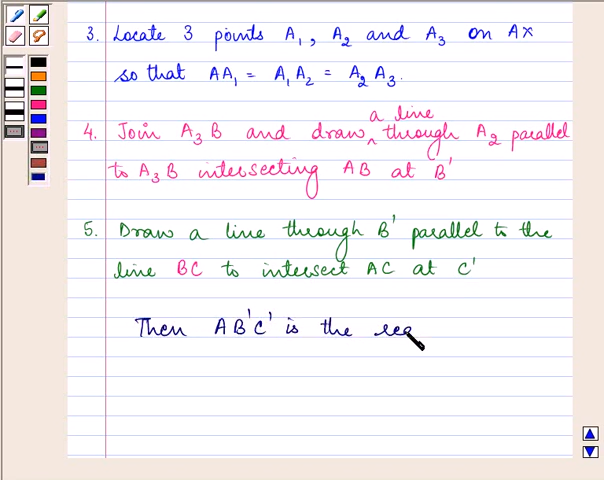 3. Locate 3 points A₁, A₂ and A₃ on AX
so that AA₁ = A₁A₂ = A₂A₃.
a line
4. Join A₃B and draw ^ through A₂ parallel
to A₃B intersecting AB at B'
5. Draw a line through B' parallel to the
line BC to intersect AC at C'
Then AB'C' is the req